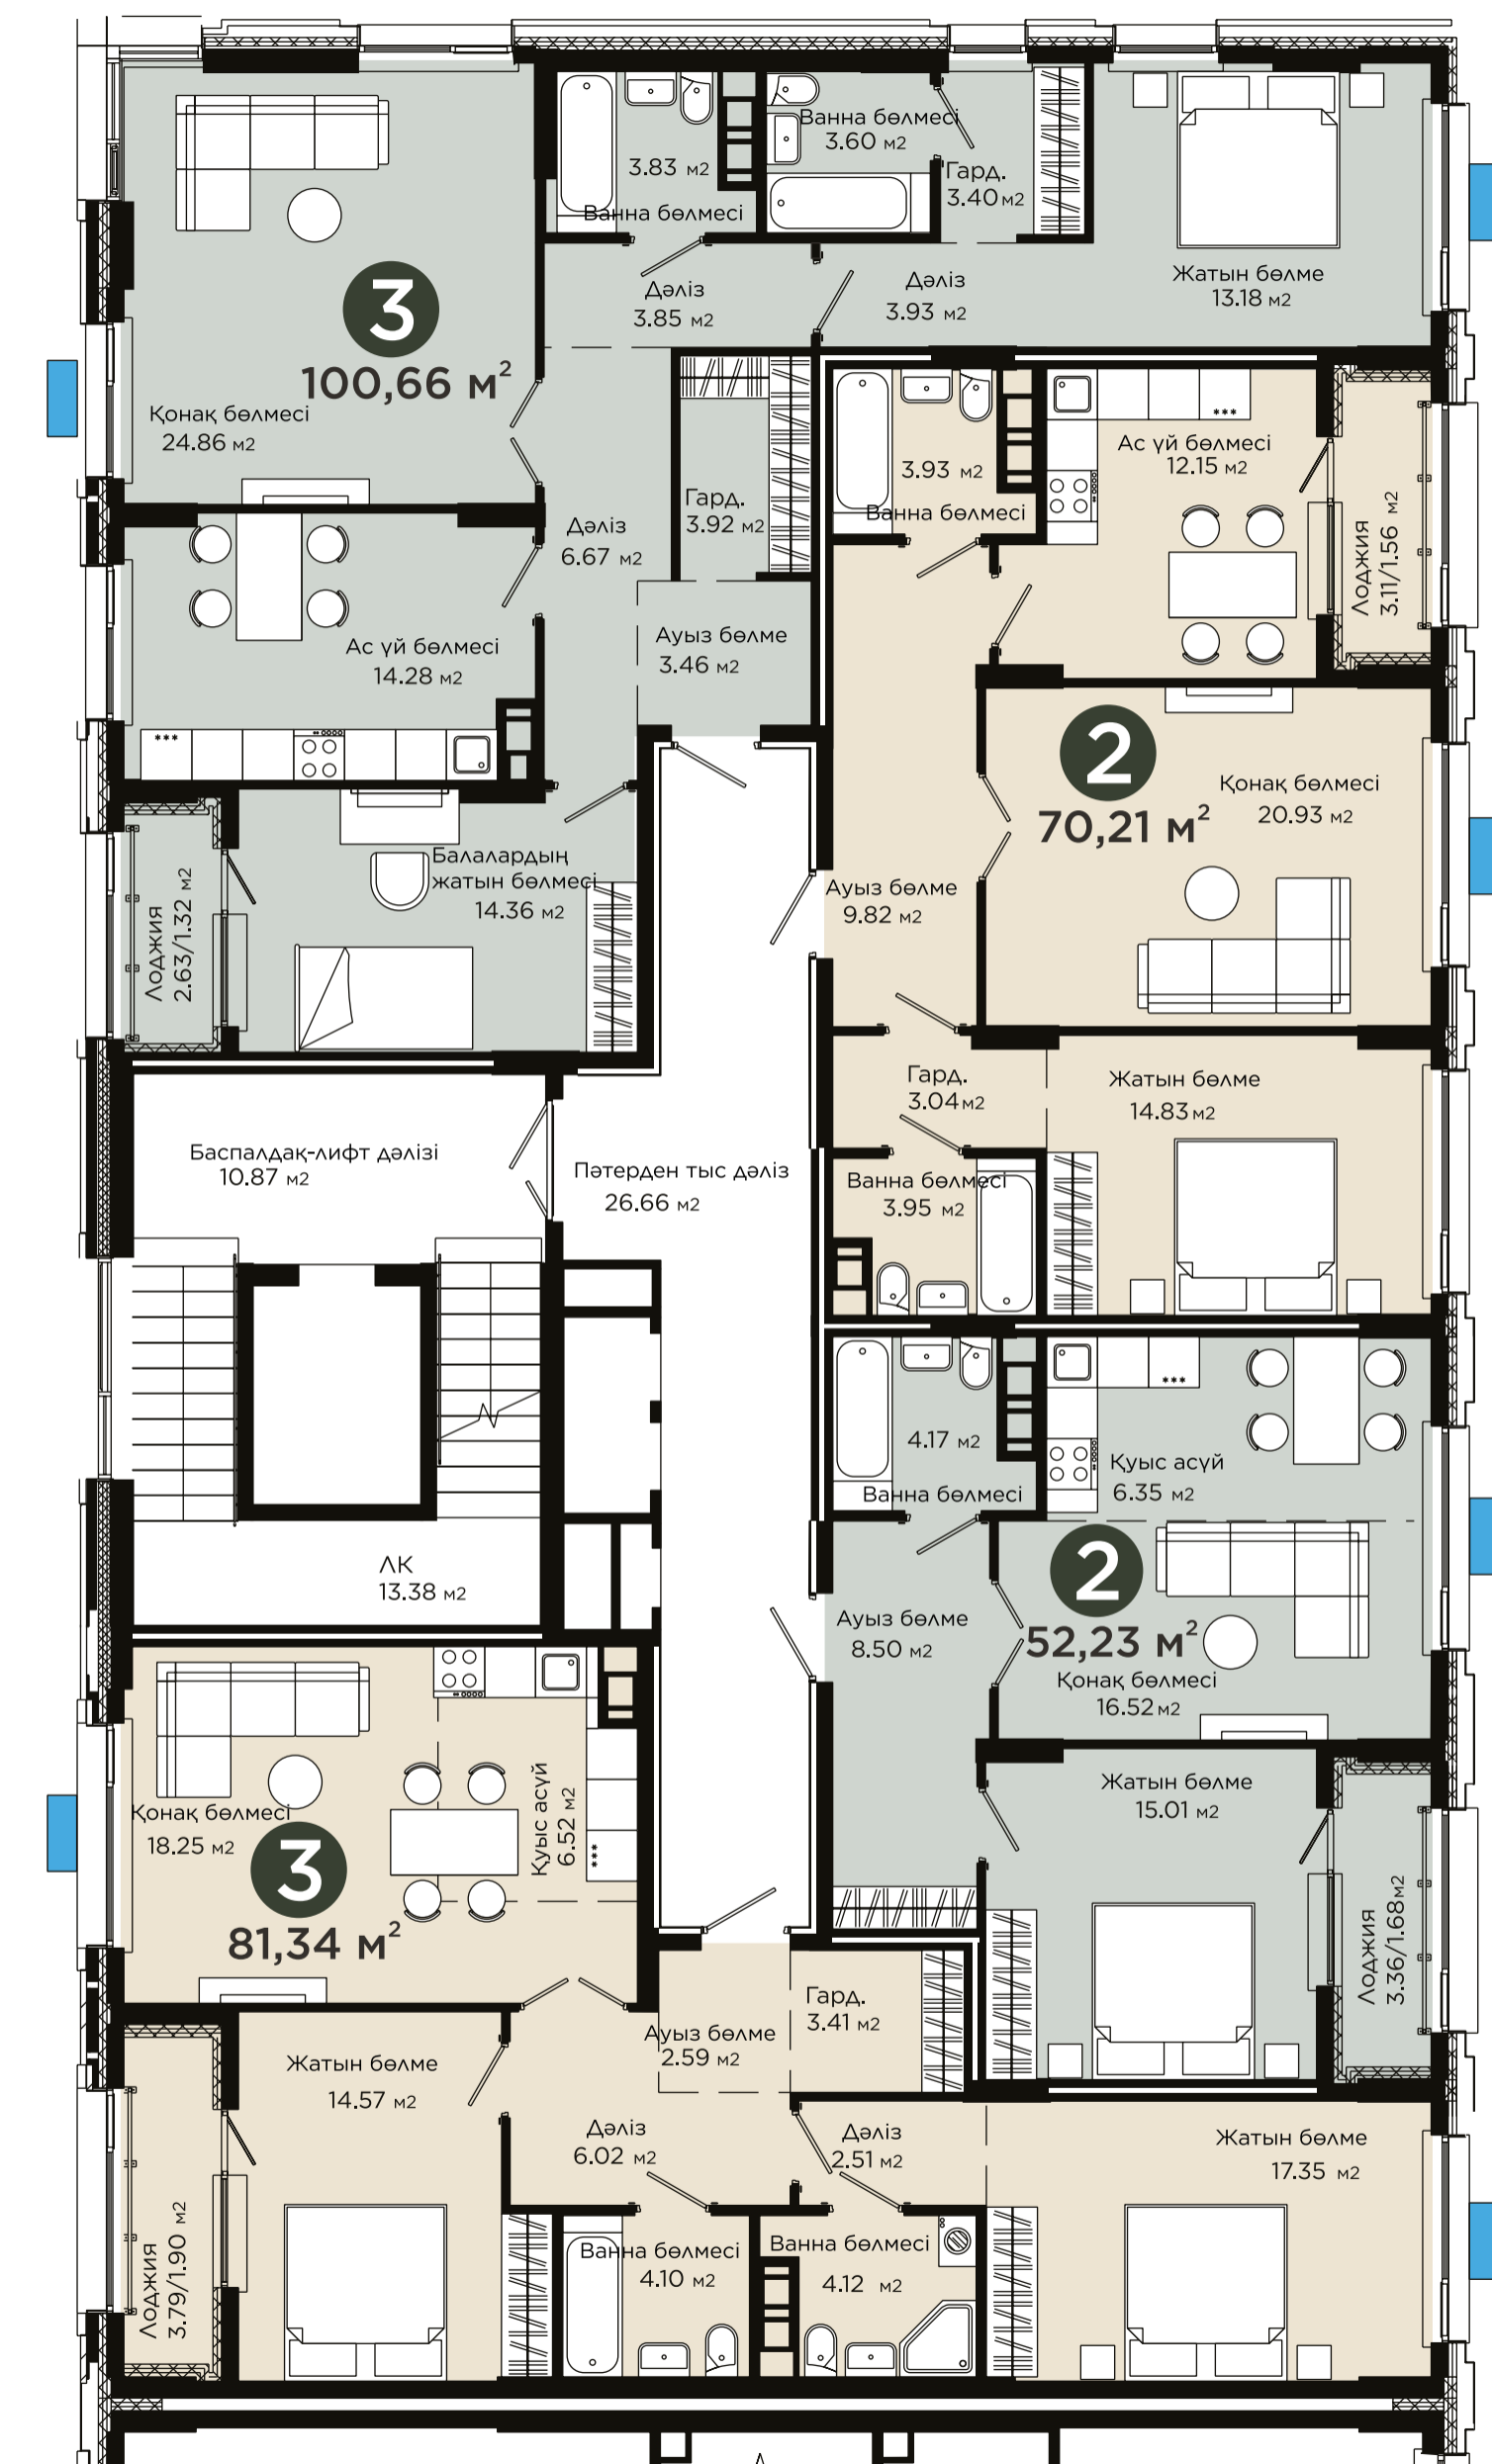 Ванна бөлмесі
3.60 м2
3.83 м2
Ванна бөлмесі
Гард.
3.40 м2
Жатын бөлме
13.18 м2
Дәліз
3.85 м2
Дәліз
3.93 м2
3
100,66 м²
Қонақ бөлмесі
24.86 м2
Гард.
3.92 м2
Дәліз
6.67 м2
Ауыз бөлме
3.46 м2
Ас үй бөлмесі
14.28 м2
***
Балалардың
жатын бөлмесі
14.36 м2
Лоджия
2.63/1.32 м2
3.93 м2
Ванна бөлмесі
***
Ас үй бөлмесі
12.15 м2
Лоджия
3.11/1.56 м2
2
70,21 м²
Қонақ бөлмесі
20.93 м2
Ауыз бөлме
9.82 м2
Гард.
3.04 м2
Жатын бөлме
14.83 м2
Ванна бөлмесі
3.95 м2
Баспалдақ-лифт дәлізі
10.87 м2
Пәтерден тыс дәліз
26.66 м2
ЛК
13.38 м2
4.17 м2
Ванна бөлмесі
***
Қуыс асүй
6.35 м2
2
52,23 м²
Қонақ бөлмесі
16.52 м2
Ауыз бөлме
8.50 м2
Жатын бөлме
15.01 м2
Лоджия
3.36/1.68 м2
Қонақ бөлмесі
18.25 м2
Қуыс асүй
6.52 м2
***
3
81,34 м²
Гард.
3.41 м2
Ауыз бөлме
2.59 м2
Жатын бөлме
14.57 м2
Дәліз
6.02 м2
Дәліз
2.51 м2
Жатын бөлме
17.35 м2
Лоджия
3.79/1.90 м2
Ванна бөлмесі
4.10 м2
Ванна бөлмесі
4.12 м2